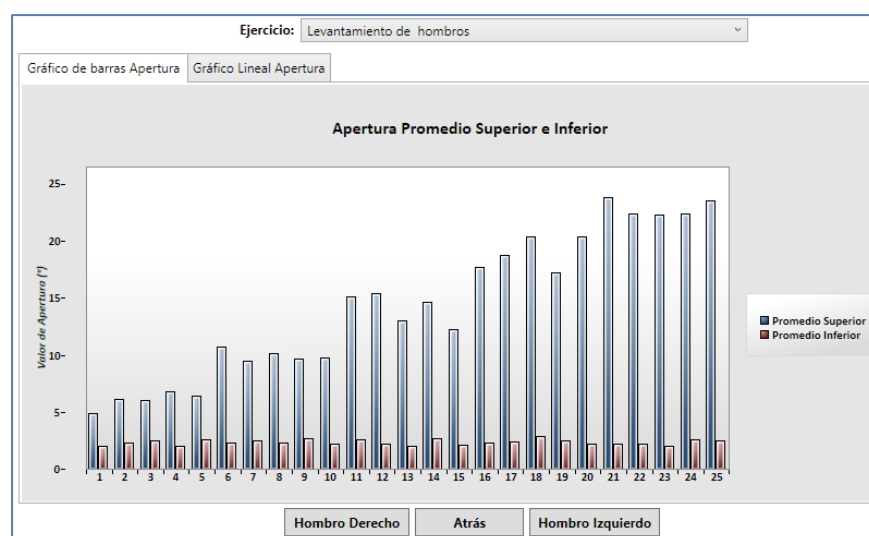 Ejercicio: Levantamiento de hombros
Gráfico de barras Apertura Gráfico Lineal Apertura
Apertura Promedio Superior e Inferior
Valor de Apertura (°)
25-
20-
15-
10-
5-
0-
1 2 3 4 5 6 7 8 9 10 11 12 13 14 15 16 17 18 19 20 21 22 23 24 25
Promedio Superior
Promedio Inferior
Hombro Derecho Atrás Hombro Izquierdo